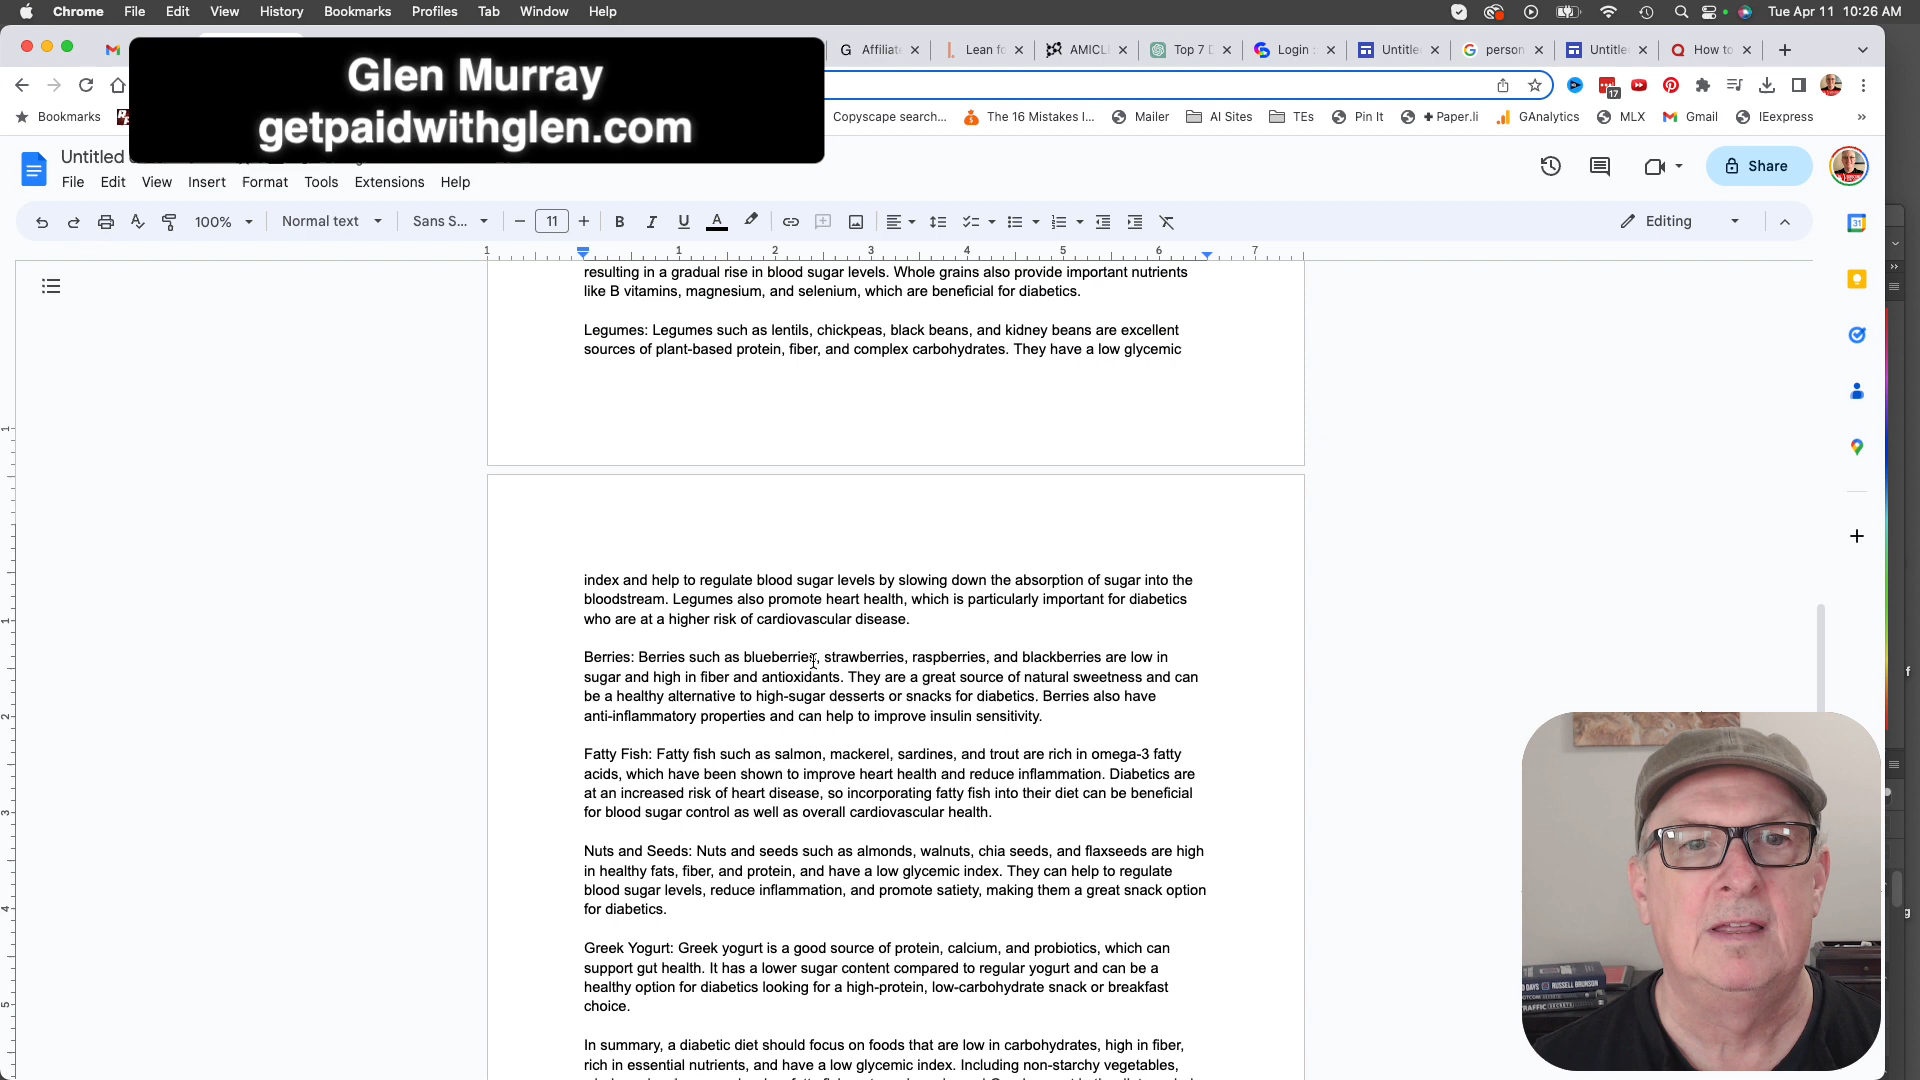 Chrome File Edit View History Bookmarks Profiles Tab Window Help
Tue Apr 11 10:26 AM
Affiliate Lean fo AMICLI Top 7 D Login Untitle person Untitle How to
17
Bookmarks Copyscape search... The 16 Mistakes I... Mailer AI Sites TEs Pin It +Paper.li GAnalytics MLX Gmail IEexpress »
Glen Murray
getpaidwithglen.com
Untitled
Share
File Edit View Insert Format Tools Extensions Help
100% Normal text Sans S... 11 B I U A Editing
1 1 2 3 4 5 6 7
resulting in a gradual rise in blood sugar levels. Whole grains also provide important nutrients
like B vitamins, magnesium, and selenium, which are beneficial for diabetics.
Legumes: Legumes such as lentils, chickpeas, black beans, and kidney beans are excellent
sources of plant-based protein, fiber, and complex carbohydrates. They have a low glycemic
index and help to regulate blood sugar levels by slowing down the absorption of sugar into the
bloodstream. Legumes also promote heart health, which is particularly important for diabetics
who are at a higher risk of cardiovascular disease.
Berries: Berries such as blueberries, strawberries, raspberries, and blackberries are low in
sugar and high in fiber and antioxidants. They are a great source of natural sweetness and can
be a healthy alternative to high-sugar desserts or snacks for diabetics. Berries also have
anti-inflammatory properties and can help to improve insulin sensitivity.
Fatty Fish: Fatty fish such as salmon, mackerel, sardines, and trout are rich in omega-3 fatty
acids, which have been shown to improve heart health and reduce inflammation. Diabetics are
at an increased risk of heart disease, so incorporating fatty fish into their diet can be beneficial
for blood sugar control as well as overall cardiovascular health.
Nuts and Seeds: Nuts and seeds such as almonds, walnuts, chia seeds, and flaxseeds are high
in healthy fats, fiber, and protein, and have a low glycemic index. They can help to regulate
blood sugar levels, reduce inflammation, and promote satiety, making them a great snack option
for diabetics.
Greek Yogurt: Greek yogurt is a good source of protein, calcium, and probiotics, which can
support gut health. It has a lower sugar content compared to regular yogurt and can be a
healthy option for diabetics looking for a high-protein, low-carbohydrate snack or breakfast
choice.
In summary, a diabetic diet should focus on foods that are low in carbohydrates, high in fiber,
rich in essential nutrients, and have a low glycemic index. Including non-starchy vegetables,
RUSSELL BRUNSON